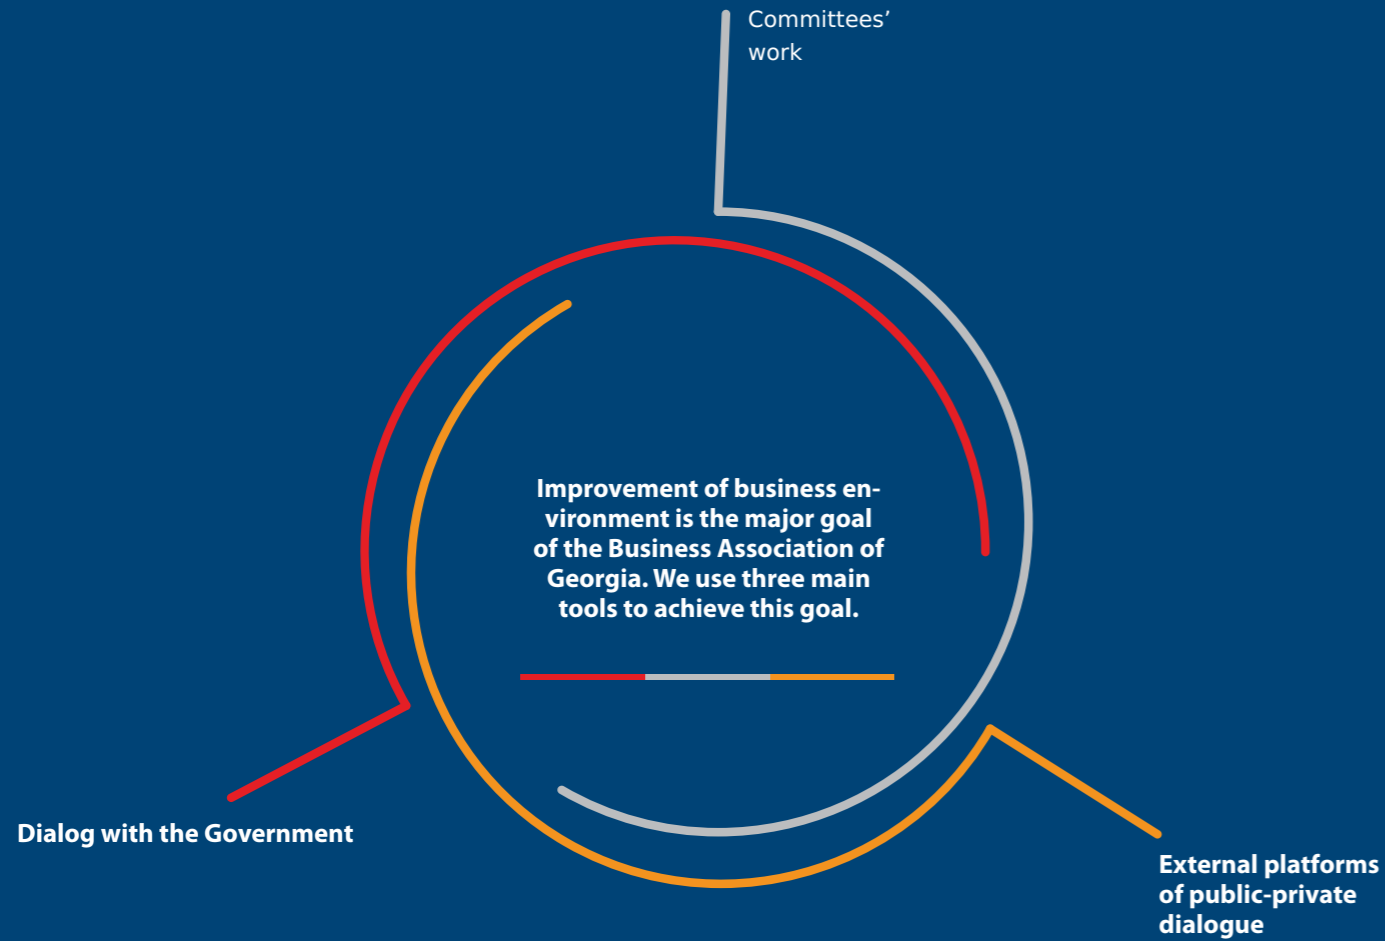 Committees’
work
Improvement of business en-
vironment is the major goal
of the Business Association of
Georgia. We use three main
tools to achieve this goal.
Dialog with the Government
External platforms
of public-private
dialogue